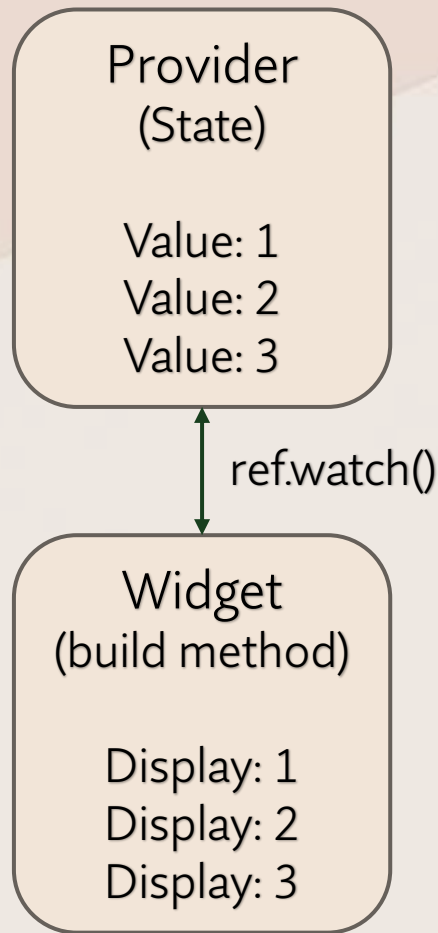 Provider
(State)
Value: 1
Value: 2
Value: 3
ref.watch()
Widget
(build method)
Display: 1
Display: 2
Display: 3